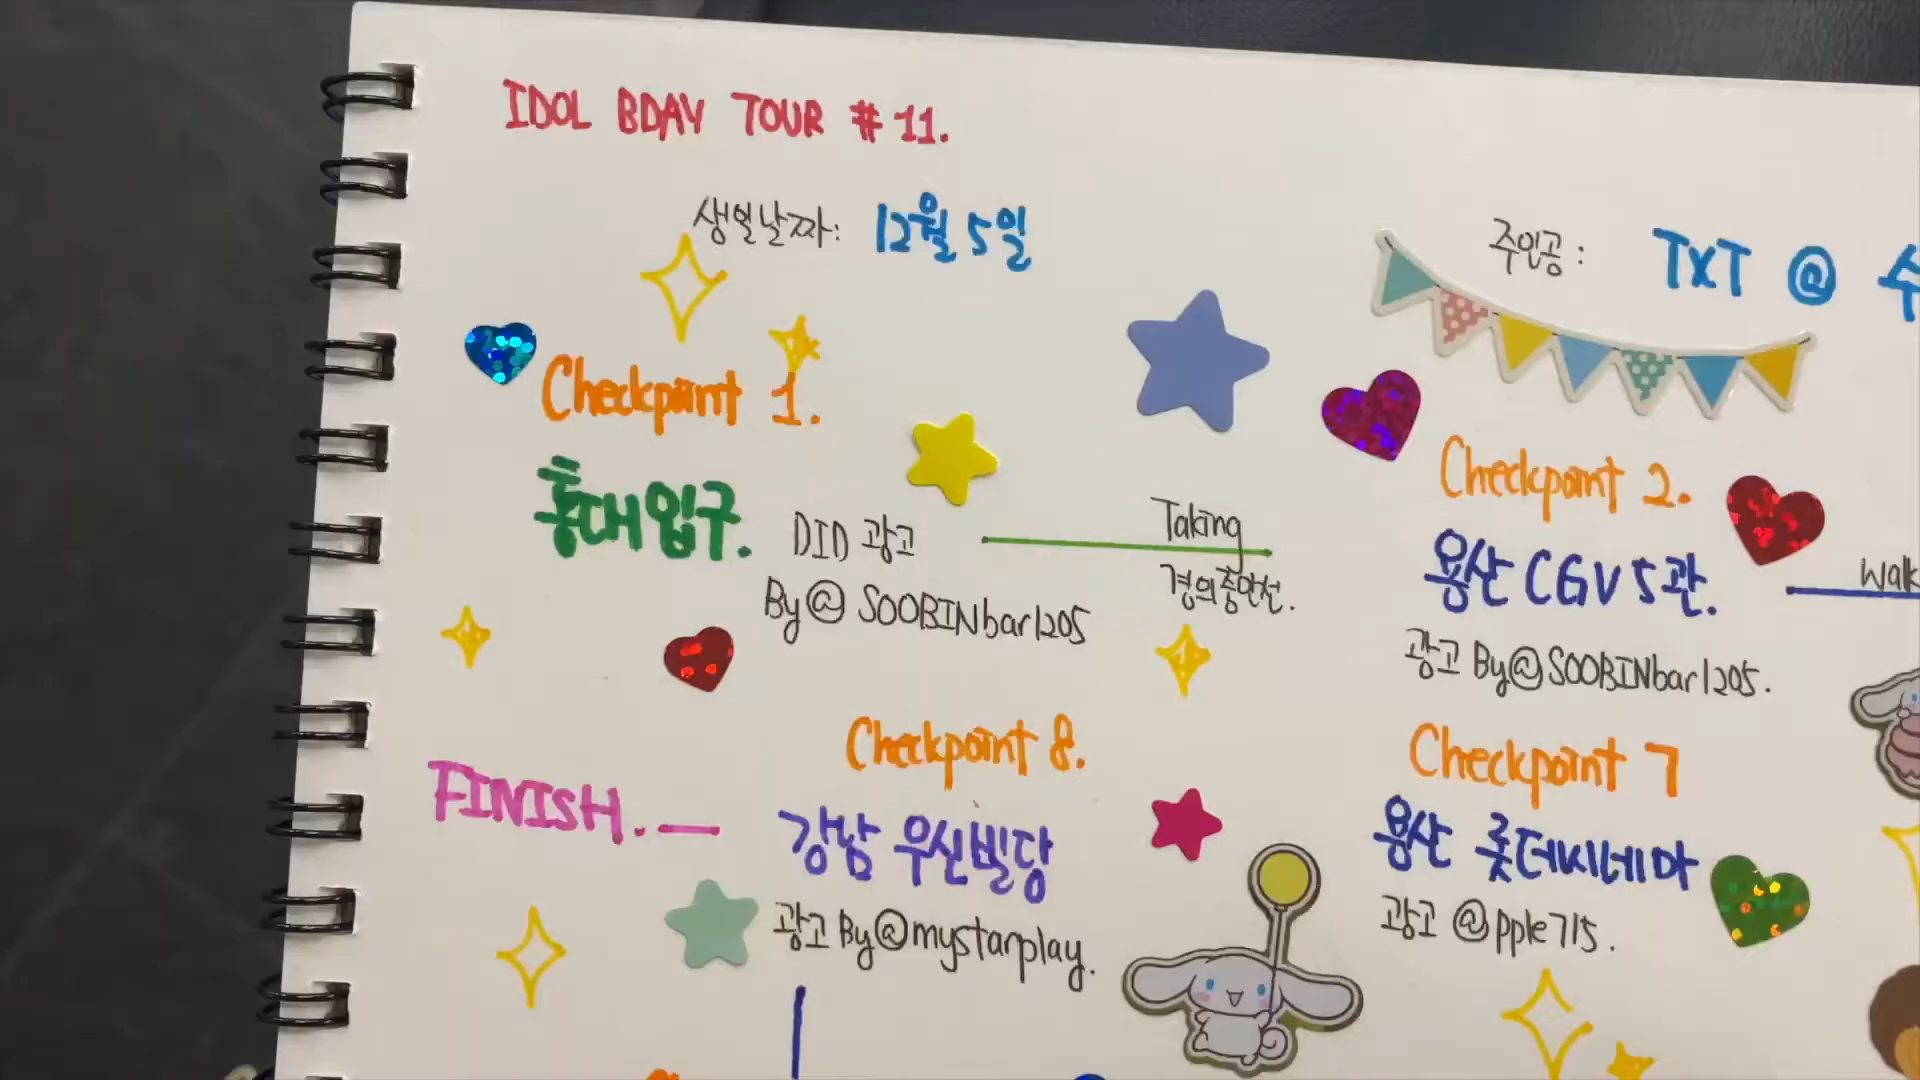 IDOL BDAY TOUR # 11.
생일날짜: 12월 5일
주인공: TXT @ 수
Checkpoint 1.
홍대입구.
DID 광고
By@ SOOBINbar1205
Taking
경의중앙선.
Checkpoint 2.
용산 CGV 5관.
광고 By@SOOBINbar1205.
Walk
FINISH.
Checkpoint 8.
강남 우신빌딩
광고 By@mystarplay.
Checkpoint 7
용산 롯데시네마
광고 @pple715.